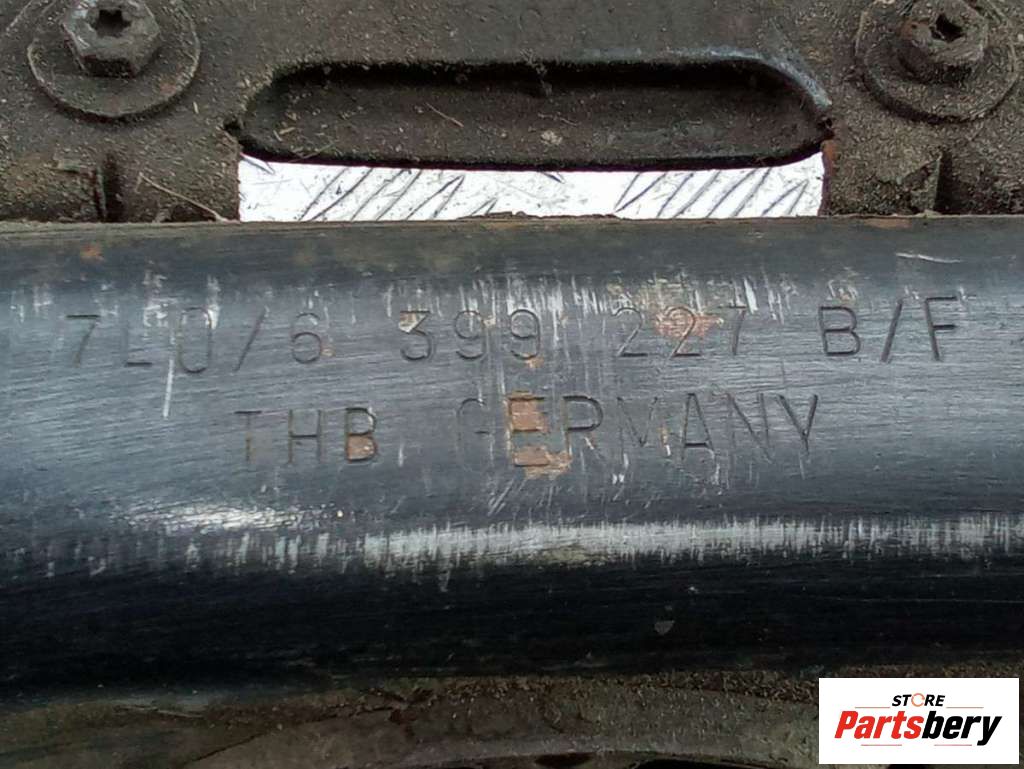 7L0/6 399 227 B/F
THB GERMANY
STORE
Partsbery